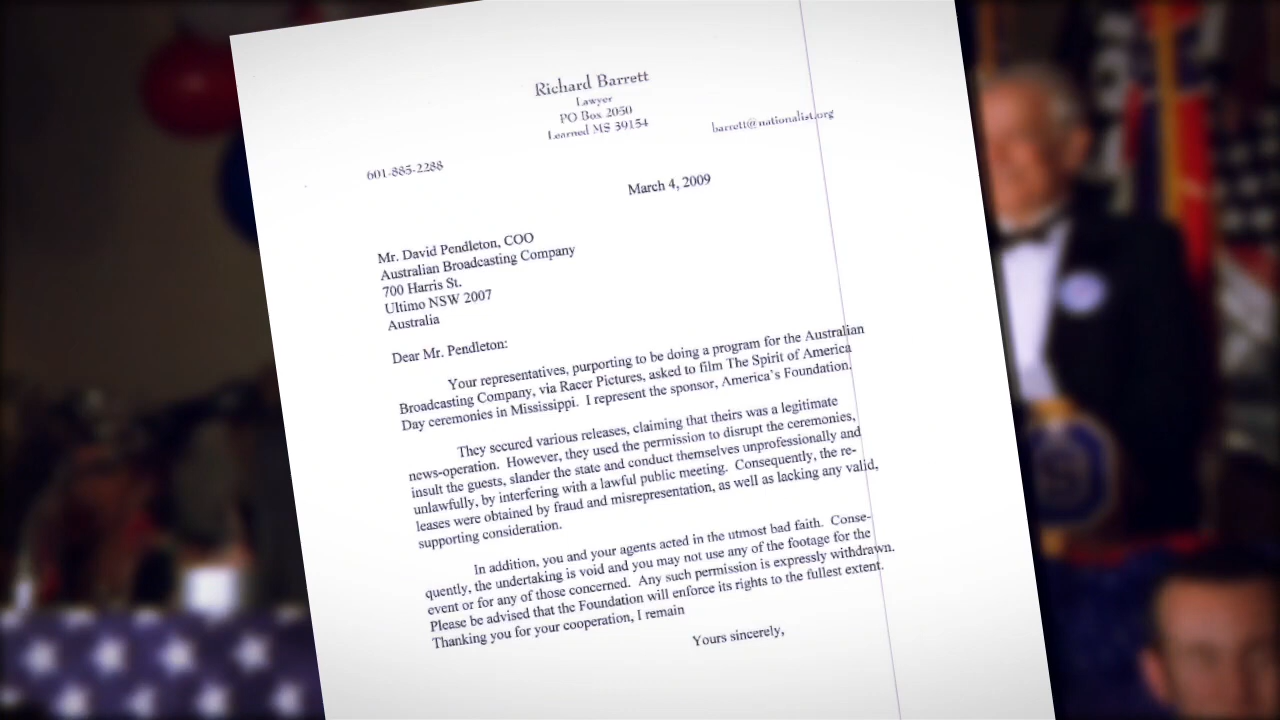 Richard Barrett
Lawyer
PO Box 2050
Learned MS 39154
barrett@nationalist.org
601-885-2288
March 4, 2009
Mr. David Pendleton, COO
Australian Broadcasting Company
700 Harris St.
Ultimo NSW 2007
Australia
Dear Mr. Pendleton:
Your representatives, purporting to be doing a program for the Australian
Broadcasting Company, via Racer Pictures, asked to film The Spirit of America
Day ceremonies in Mississippi. I represent the sponsor, America's Foundation.
They secured various releases, claiming that theirs was a legitimate
news-operation. However, they used the permission to disrupt the ceremonies,
insult the guests, slander the state and conduct themselves unprofessionally and
unlawfully, by interfering with a lawful public meeting. Consequently, the re-
leases were obtained by fraud and misrepresentation, as well as lacking any valid,
supporting consideration.
In addition, you and your agents acted in the utmost bad faith. Conse-
quently, the undertaking is void and you may not use any of the footage for the
event or for any of those concerned. Any such permission is expressly withdrawn.
Please be advised that the Foundation will enforce its rights to the fullest extent.
Thanking you for your cooperation, I remain
Yours sincerely,